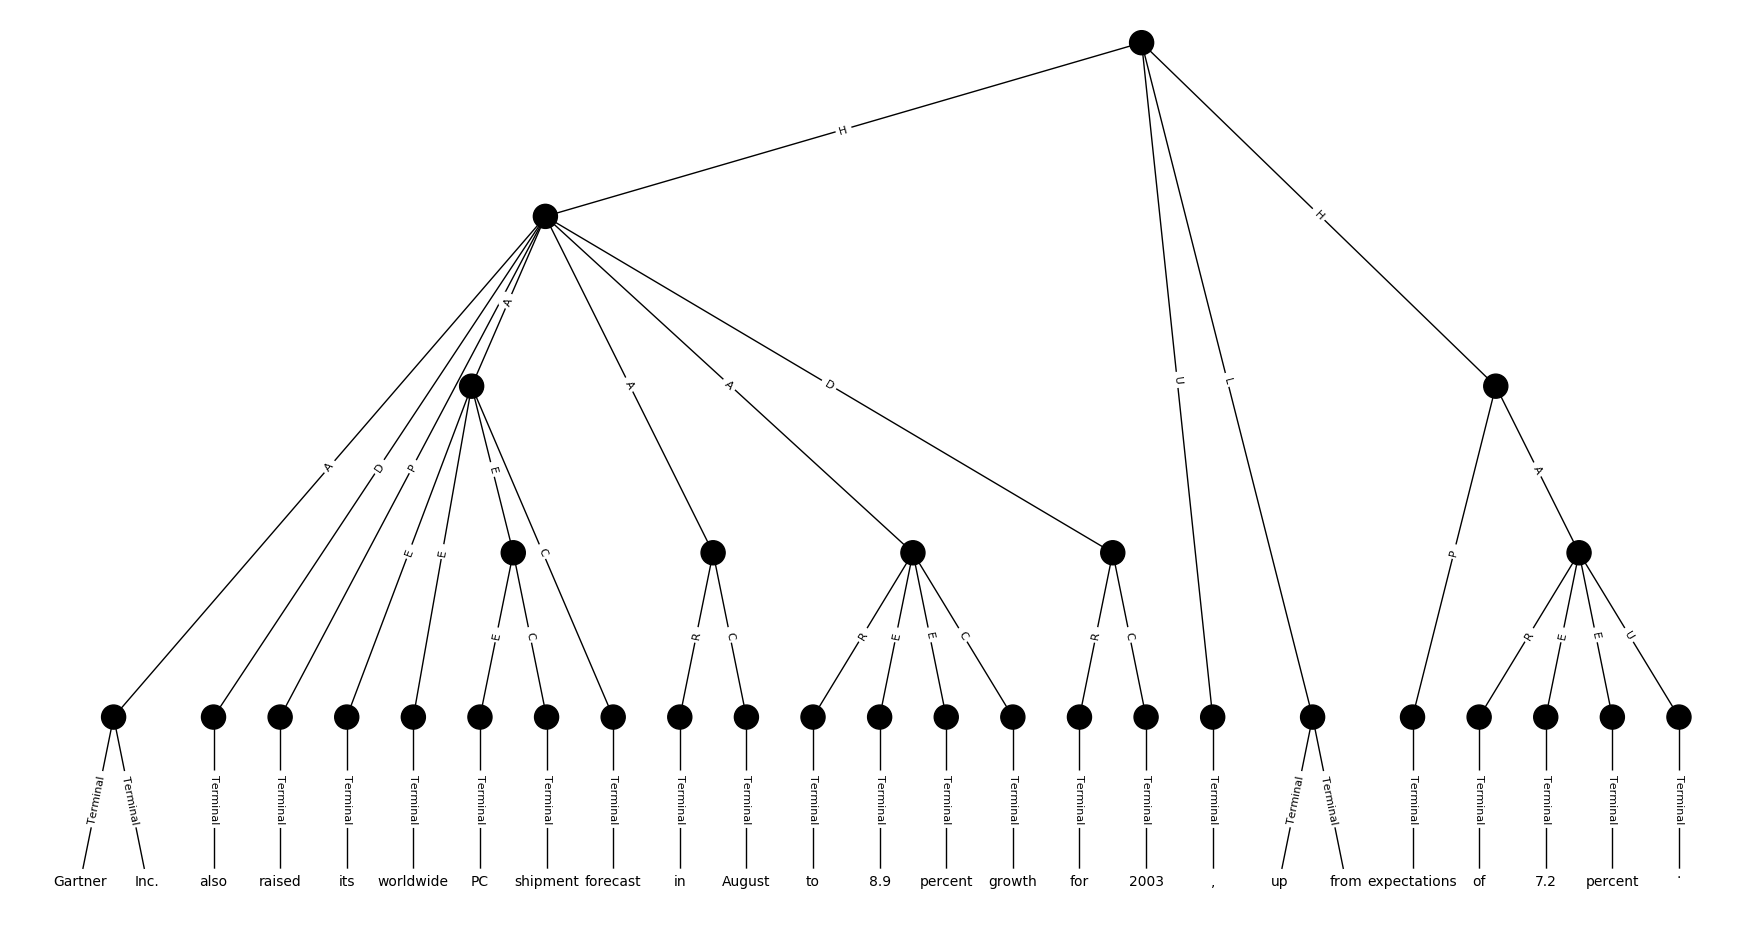 H
A
A
D
P
A
A
D
U
L
H
E
E
E
C
P
A
E
C
R
C
R
E
E
C
R
C
R
E
E
U
Terminal Terminal Terminal Terminal Terminal Terminal Terminal Terminal Terminal Terminal Terminal Terminal Terminal Terminal Terminal Terminal Terminal Terminal Terminal Terminal Terminal Terminal Terminal Terminal Terminal
Gartner Inc. also raised its worldwide PC shipment forecast in August to 8.9 percent growth for 2003 , up from expectations of 7.2 percent .